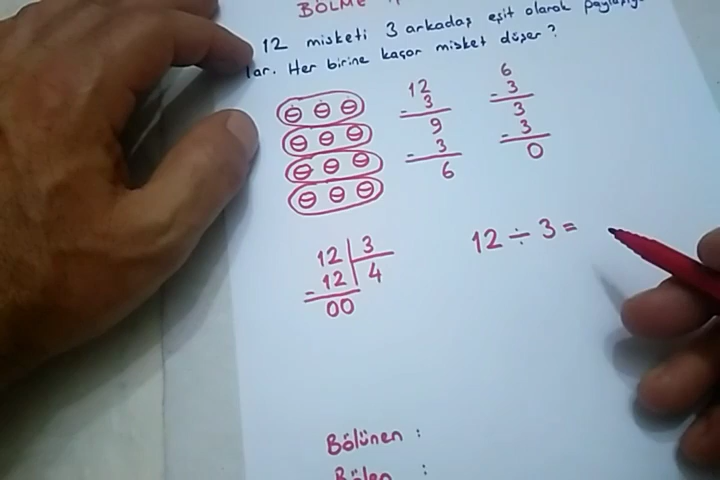 BÖLME
12 misketi 3 arkadaş eşit olarak paylaşıyor
lar. Her birine kaçar misket düşer?
12
- 3
9
- 3
6
6
- 3
3
- 3
0
12 3
- 12 4
00
12 ÷ 3 =
Bölünen :
Bölen :